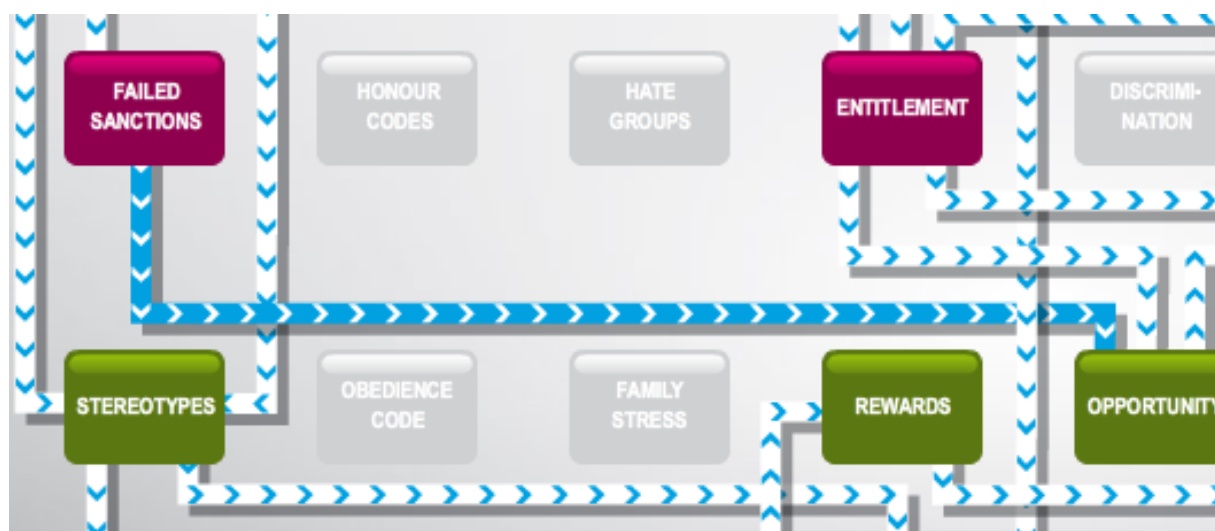 FAILED
SANCTIONS
HONOUR
CODES
HATE
GROUPS
ENTITLEMENT
DISCRIMI-
NATION
STEREOTYPES
OBEDIENCE
CODE
FAMILY
STRESS
REWARDS
OPPORTUNITY